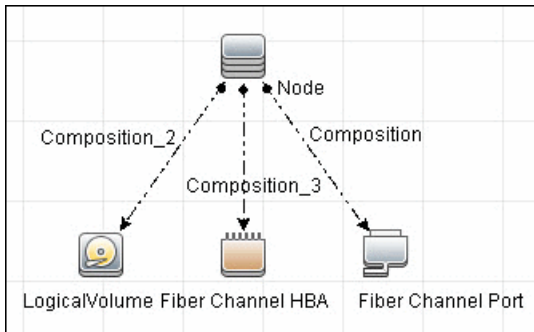 Node
Composition_2
Composition
Composition_3
LogicalVolume
Fiber Channel HBA
Fiber Channel Port